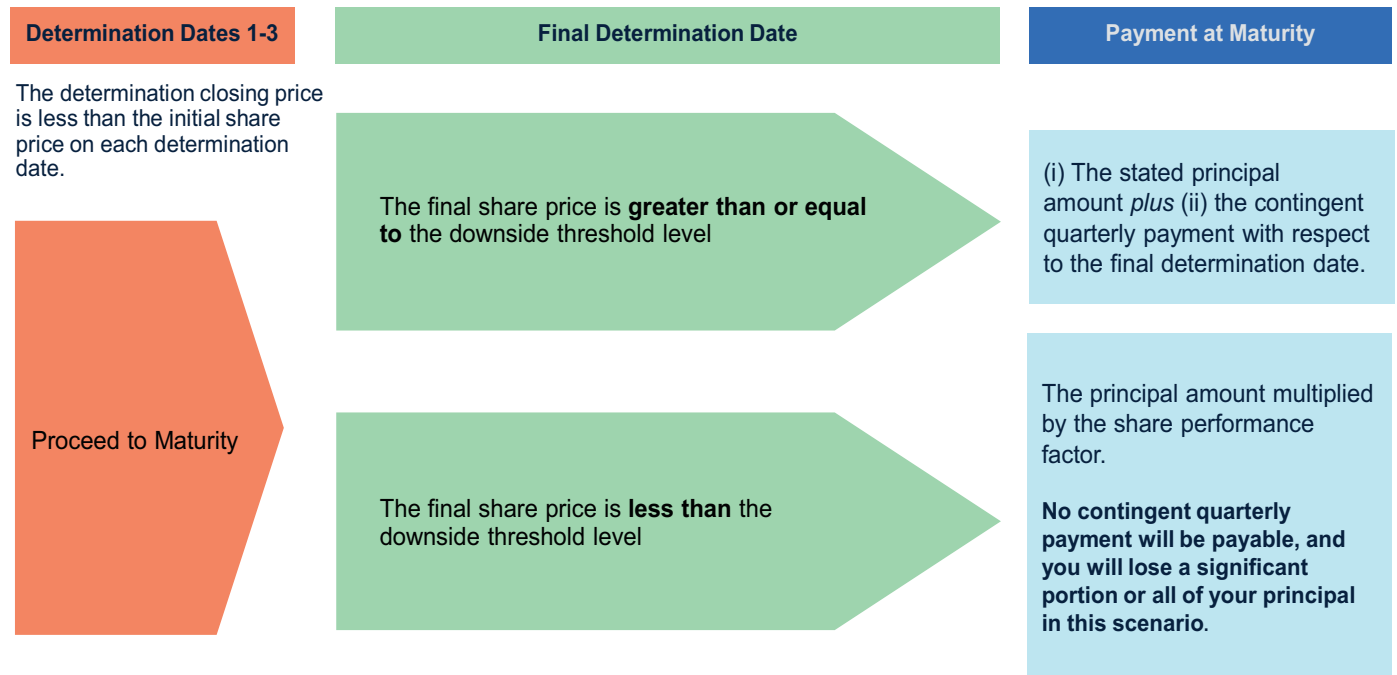 Determination Dates 1-3
Final Determination Date
Payment at Maturity
The determination closing price
is less than the initial share
price on each determination
date.
Proceed to Maturity
The final share price is greater than or equal
to the downside threshold level
(i) The stated principal
amount plus (ii) the contingent
quarterly payment with respect
to the final determination date.
The final share price is less than the
downside threshold level
The principal amount multiplied
by the share performance
factor.
No contingent quarterly
payment will be payable, and
you will lose a significant
portion or all of your principal
in this scenario.